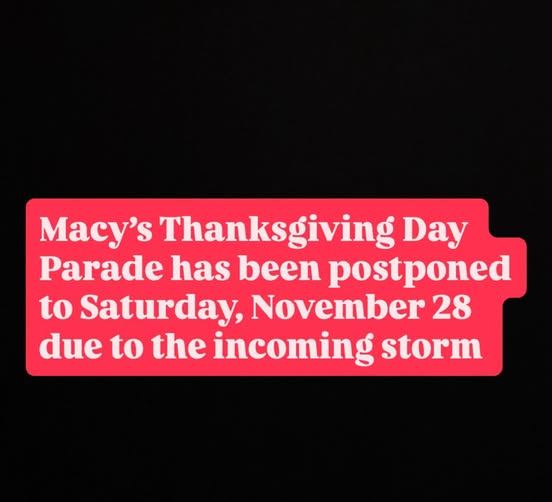 Macy’s Thanksgiving Day
Parade has been postponed
to Saturday, November 28
due to the incoming storm